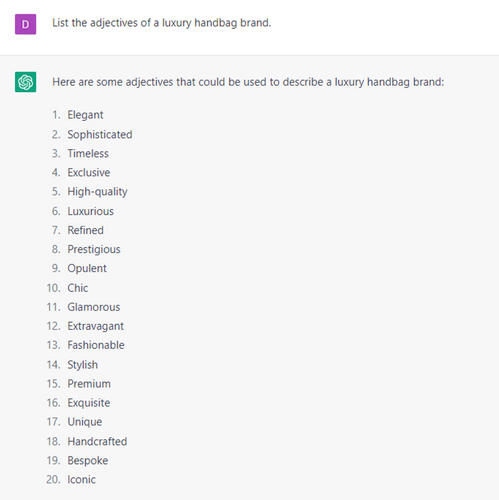 D
List the adjectives of a luxury handbag brand.
Here are some adjectives that could be used to describe a luxury handbag brand:
1. Elegant
2. Sophisticated
3. Timeless
4. Exclusive
5. High-quality
6. Luxurious
7. Refined
8. Prestigious
9. Opulent
10. Chic
11. Glamorous
12. Extravagant
13. Fashionable
14. Stylish
15. Premium
16. Exquisite
17. Unique
18. Handcrafted
19. Bespoke
20. Iconic